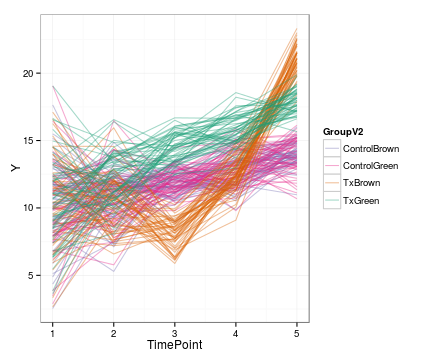 Y
20
15
10
5
1 2 3 4 5
TimePoint
GroupV2
ControlBrown
ControlGreen
TxBrown
TxGreen